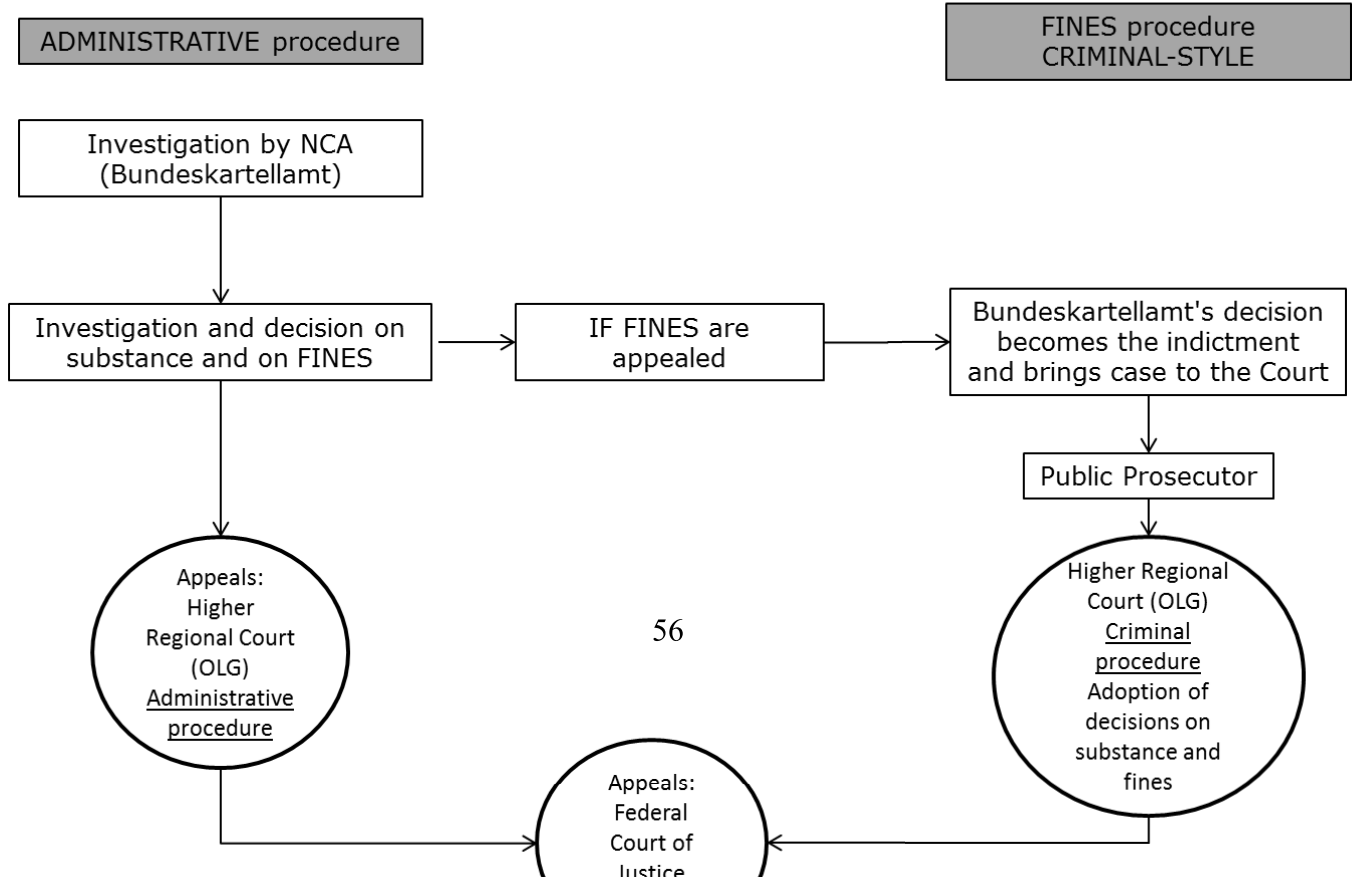 ADMINISTRATIVE procedure
FINES procedure
CRIMINAL-STYLE
Investigation by NCA
(Bundeskartellamt)
Investigation and decision on
substance and on FINES
IF FINES are
appealed
Bundeskartellamt's decision
becomes the indictment
and brings case to the Court
Public Prosecutor
Appeals:
Higher
Regional Court
(OLG)
Administrative
procedure
56
Higher Regional
Court (OLG)
Criminal
procedure
Adoption of
decisions on
substance and
fines
Appeals:
Federal
Court of
Justice